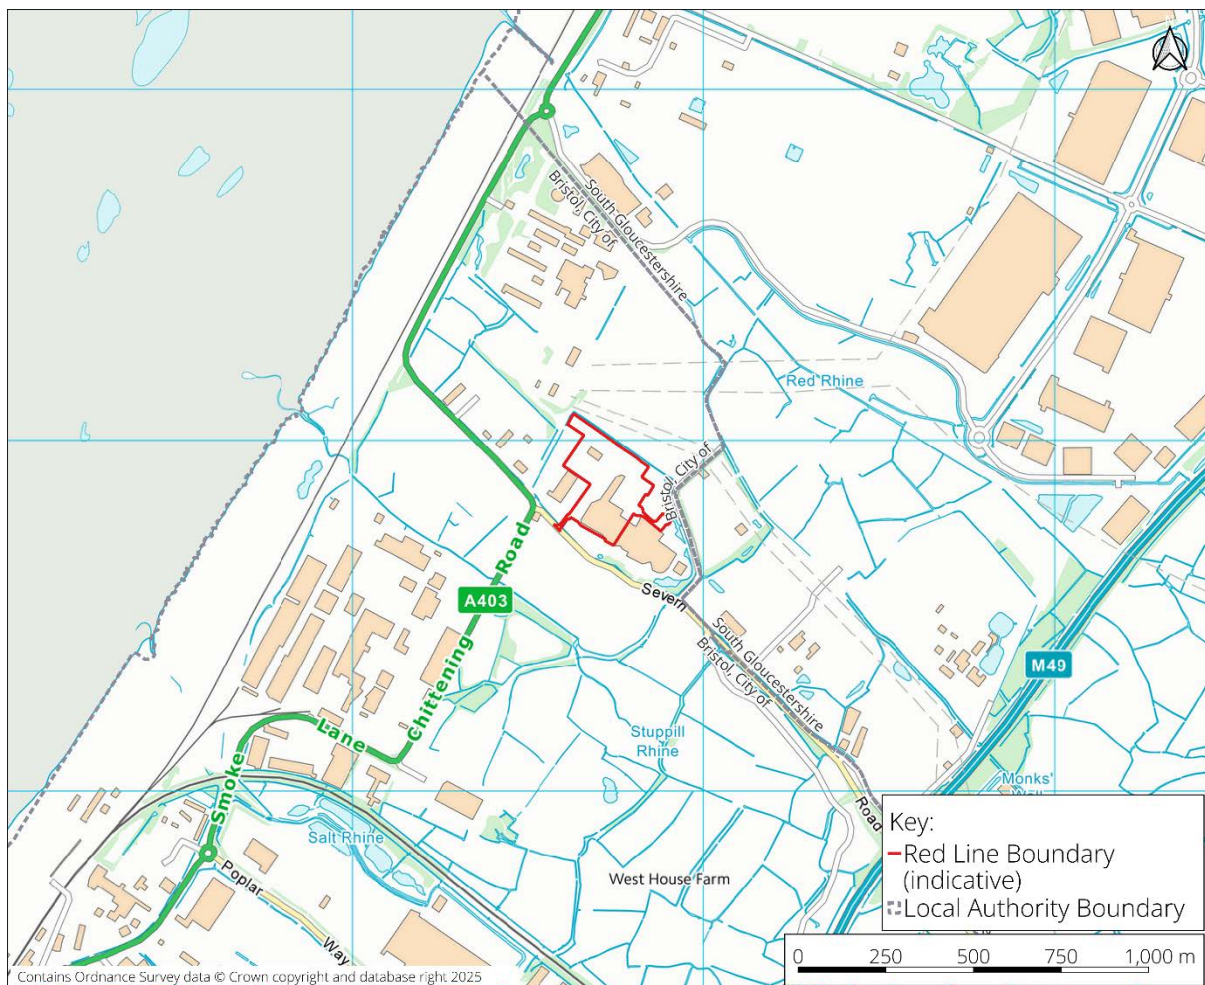 South Gloucestershire
Bristol, City of
Red Rhine
Bristol, City of
Road
A403
Chittening
Severn
South Gloucestershire
Bristol, City of
M49
Stuppill
Rhine
Lane
Smoke
Monks'
Road
Salt Rhine
Poplar
Way
West House Farm
Key:
Red Line Boundary
(indicative)
Local Authority Boundary
0 250 500 750 1,000 m
Contains Ordnance Survey data © Crown copyright and database right 2025